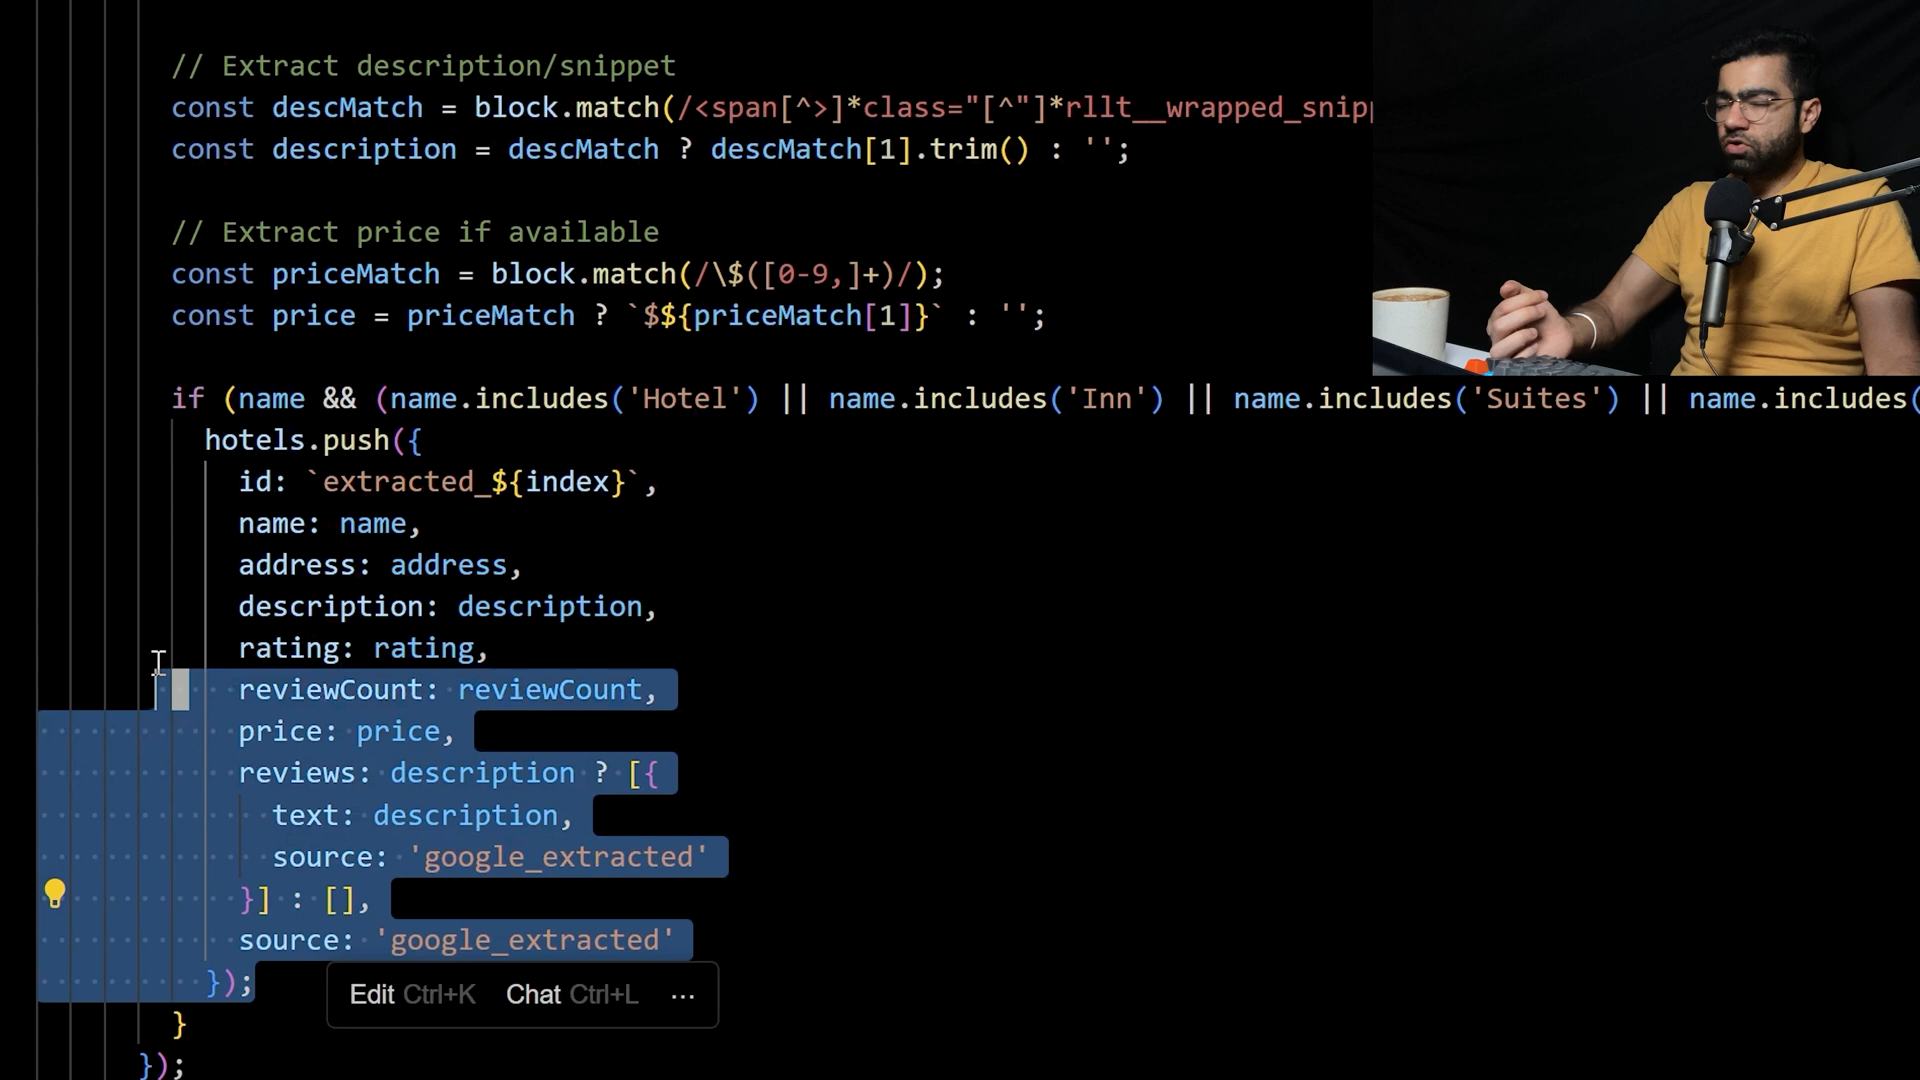 // Extract description/snippet
const descMatch = block.match(/<span[^>]*class="[^"]*rllt__wrapped_snipp
const description = descMatch ? descMatch[1].trim() : '';
// Extract price if available
const priceMatch = block.match(/\$([0-9,]+)/);
const price = priceMatch ? `$${priceMatch[1]}` : '';
if (name && (name.includes('Hotel') || name.includes('Inn') || name.includes('Suites') || name.includes(
hotels.push({
id: `extracted_${index}`,
name: name,
address: address,
description: description,
rating: rating,
reviewCount: reviewCount,
price: price,
reviews: description ? [{
text: description,
source: 'google_extracted'
}] : [],
source: 'google_extracted'
});
Edit Ctrl+K Chat Ctrl+L ...
}
});